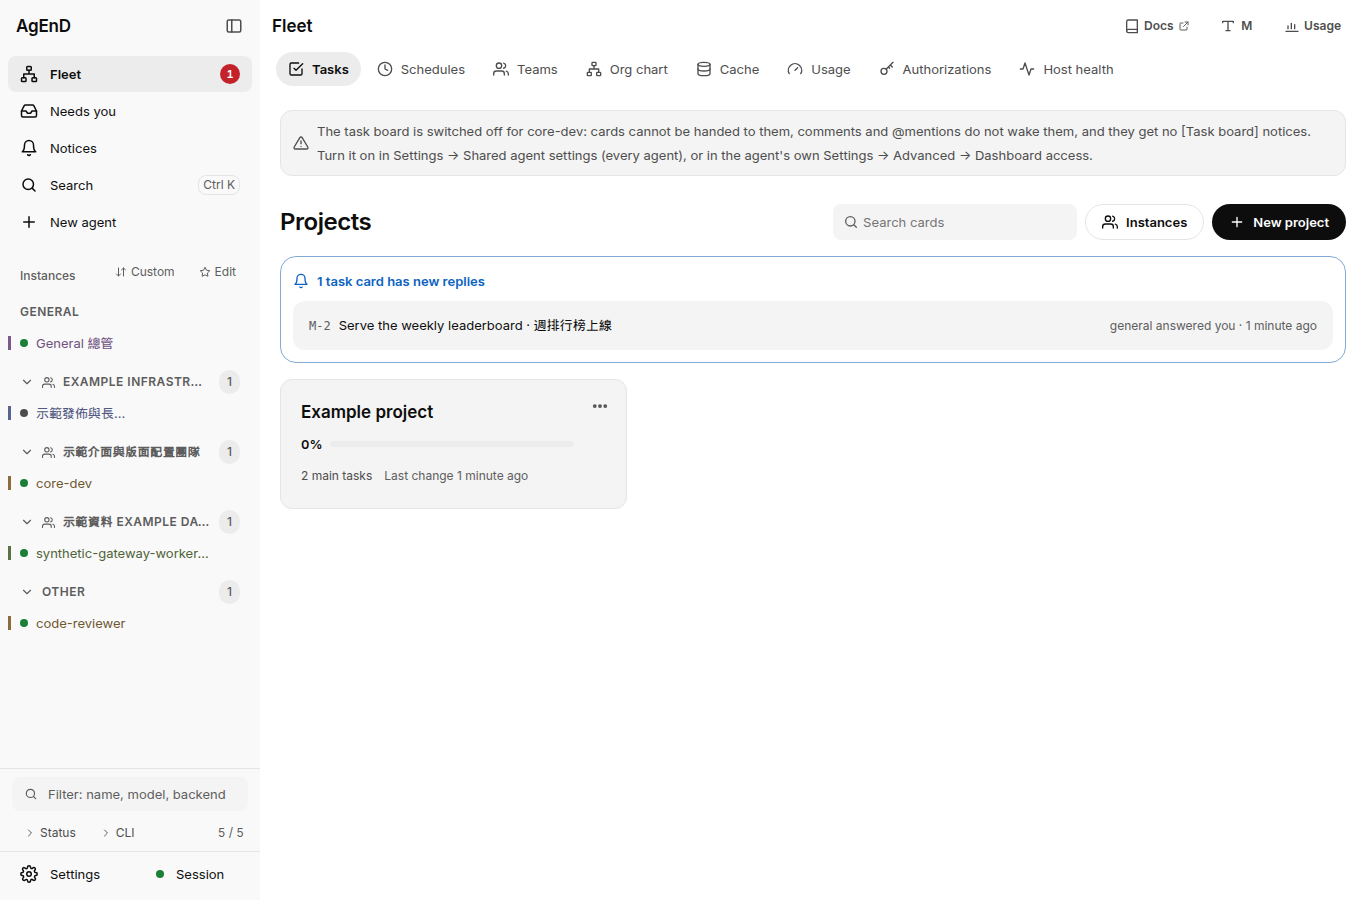 AgEnD
Fleet
1
Needs you
Notices
Search
Ctrl K
New agent
Instances
Custom
Edit
GENERAL
General 總管
EXAMPLE INFRASTR...
1
示範發佈與長...
示範介面與版面配置團隊
1
core-dev
示範資料 EXAMPLE DA...
1
synthetic-gateway-worker...
OTHER
1
code-reviewer
Filter: name, model, backend
Status
CLI
5 / 5
Settings
Session
Fleet
Docs
M
Usage
Tasks
Schedules
Teams
Org chart
Cache
Usage
Authorizations
Host health
The task board is switched off for core-dev: cards cannot be handed to them, comments and @mentions do not wake them, and they get no [Task board] notices.
Turn it on in Settings → Shared agent settings (every agent), or in the agent's own Settings → Advanced → Dashboard access.
Projects
Search cards
Instances
New project
1 task card has new replies
M-2 Serve the weekly leaderboard · 週排行榜上線
general answered you · 1 minute ago
Example project
0%
2 main tasks
Last change 1 minute ago